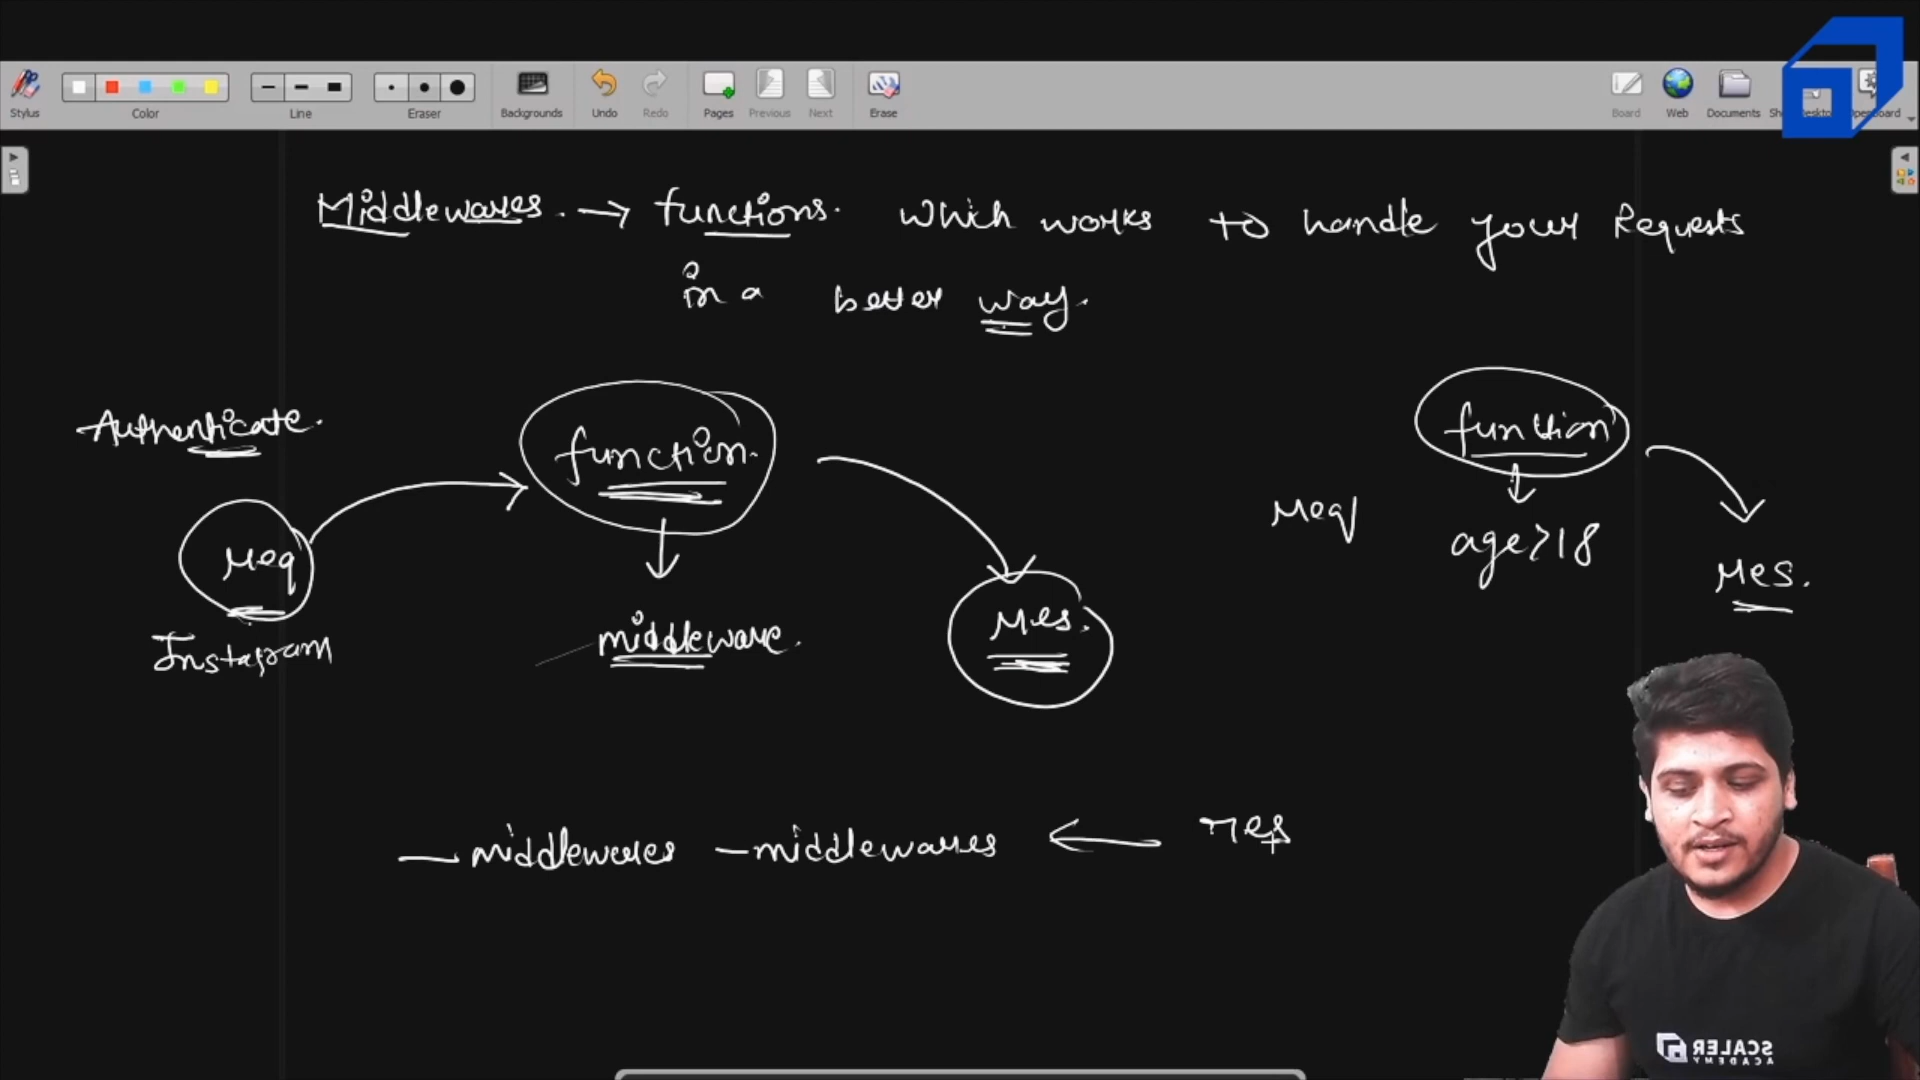 Stylus
Color
Line
Eraser
Backgrounds
Undo
Redo
Pages
Previous
Next
Erase
Board
Web
Documents
Middlewares. → functions. which works to handle your Requests
in a better way.
Authenticate.
function.
function
req
age>18
req
res.
res.
middleware.
Instagram
— middlewares — middlewares ← res
SCALER
ACADEMY